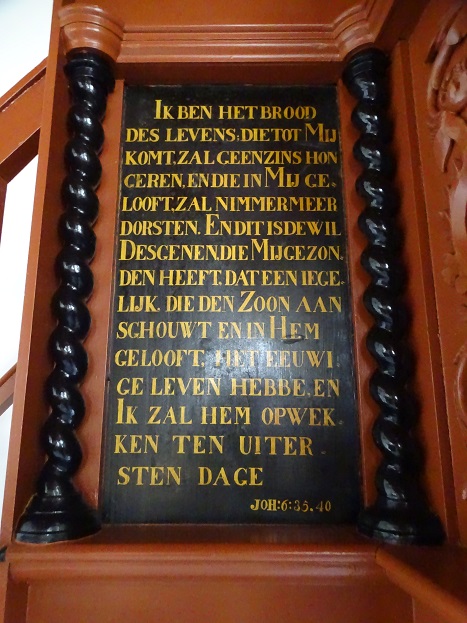 IK BEN HET BROOD
DES LEVENS; DIE TOT MIJ
KOMT, ZAL GEENZINS HON
GEREN, EN DIE IN MIJ GE.
LOOFT, ZAL NIMMERMEER
DORSTEN. EN DIT IS DE WIL
DESGENEN, DIE MIJ GEZON.
DEN HEEFT, DAT EEN IEGE.
LIJK. DIE DEN ZOON AAN
SCHOUWT EN IN HEM
GELOOFT, HET EEUWI
GE LEVEN HEBBE, EN
IK ZAL HEM OPWEK.
KEN TEN UITER
STEN DAGE
JOH:6:35,40